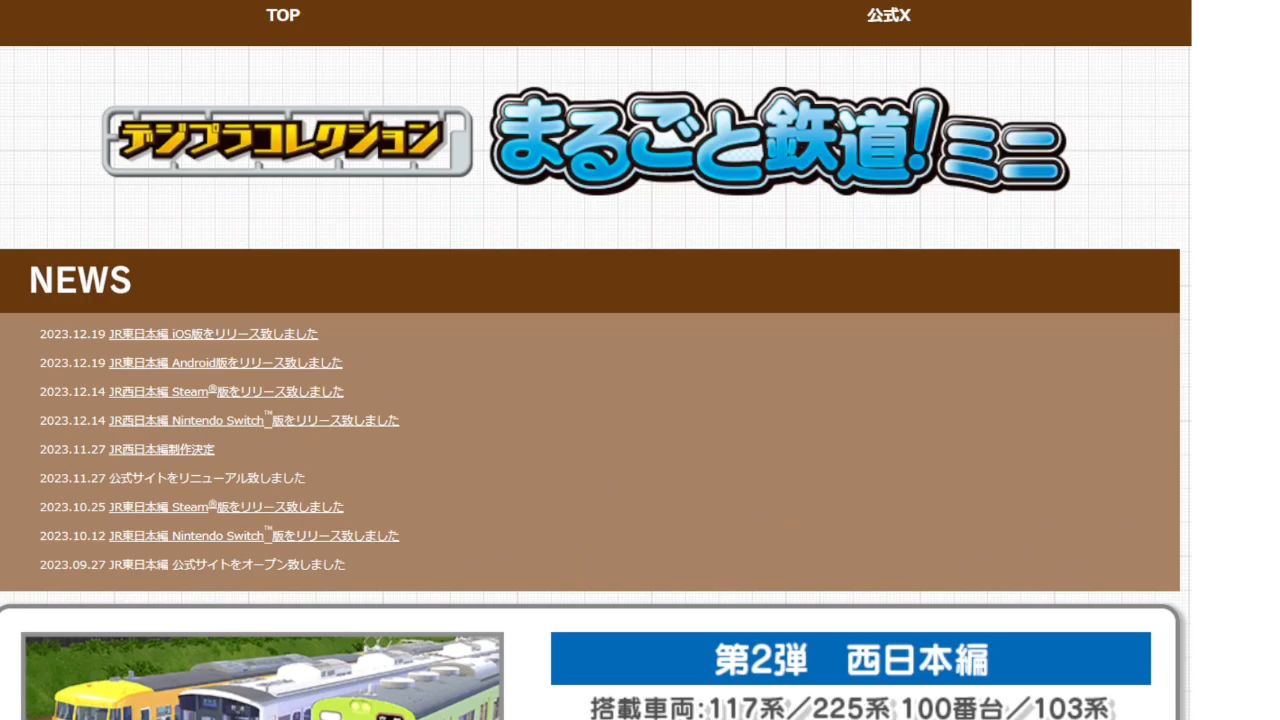 TOP 公式X
デジプラコレクション まるごと鉄道!ミニ
NEWS
2023.12.19 JR東日本編 iOS版をリリース致しました
2023.12.19 JR東日本編 Android版をリリース致しました
2023.12.14 JR西日本編 Steam®版をリリース致しました
2023.12.14 JR西日本編 Nintendo Switch™版をリリース致しました
2023.11.27 JR西日本編制作決定
2023.11.27 公式サイトをリニューアル致しました
2023.10.25 JR東日本編 Steam®版をリリース致しました
2023.10.12 JR東日本編 Nintendo Switch™版をリリース致しました
2023.09.27 JR東日本編 公式サイトをオープン致しました
第2弾 西日本編
搭載車両:117系/225系 100番台/103系